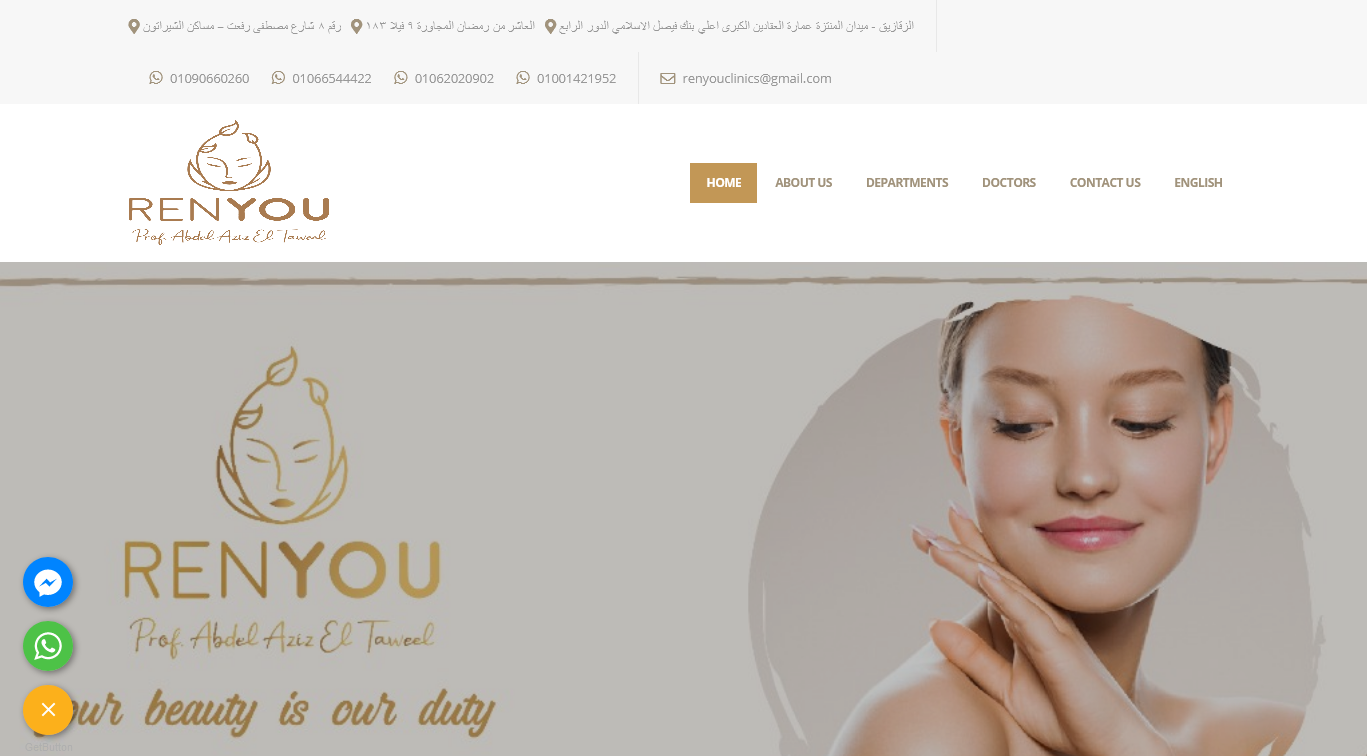 رقم ٨ شارع مصطفى رفعت – مساكن الشيراتون
العاشر من رمضان المجاورة ٩ فيلا ١٨٣
الزقازيق - ميدان المنتزة عمارة العقادين الكبرى اعلي بنك فيصل الاسلامي الدور الرابع
01090660260 01066544422 01062020902 01001421952 renyouclinics@gmail.com
RENYOU
Prof. Abdul Aziz El Taweel
HOME ABOUT US DEPARTMENTS DOCTORS CONTACT US ENGLISH
RENYOU
Prof. Abdel Aziz El Taweel
our beauty is our duty
GetButton